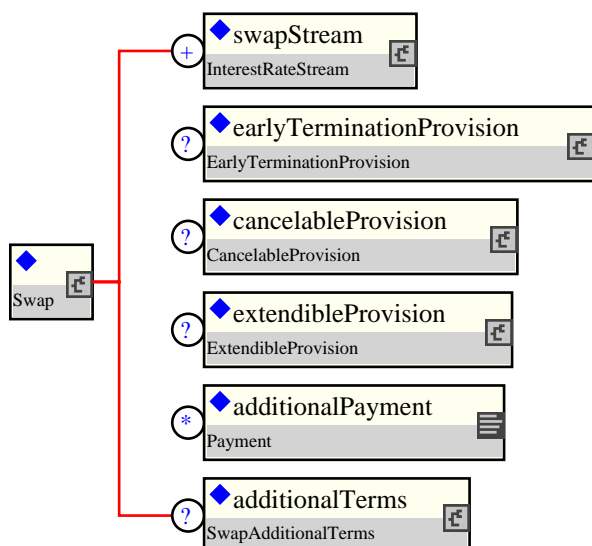 +
swapStream
InterestRateStream
?
earlyTerminationProvision
EarlyTerminationProvision
?
cancelableProvision
CancelableProvision
Swap
?
extendibleProvision
ExtendibleProvision
*
additionalPayment
Payment
?
additionalTerms
SwapAdditionalTerms